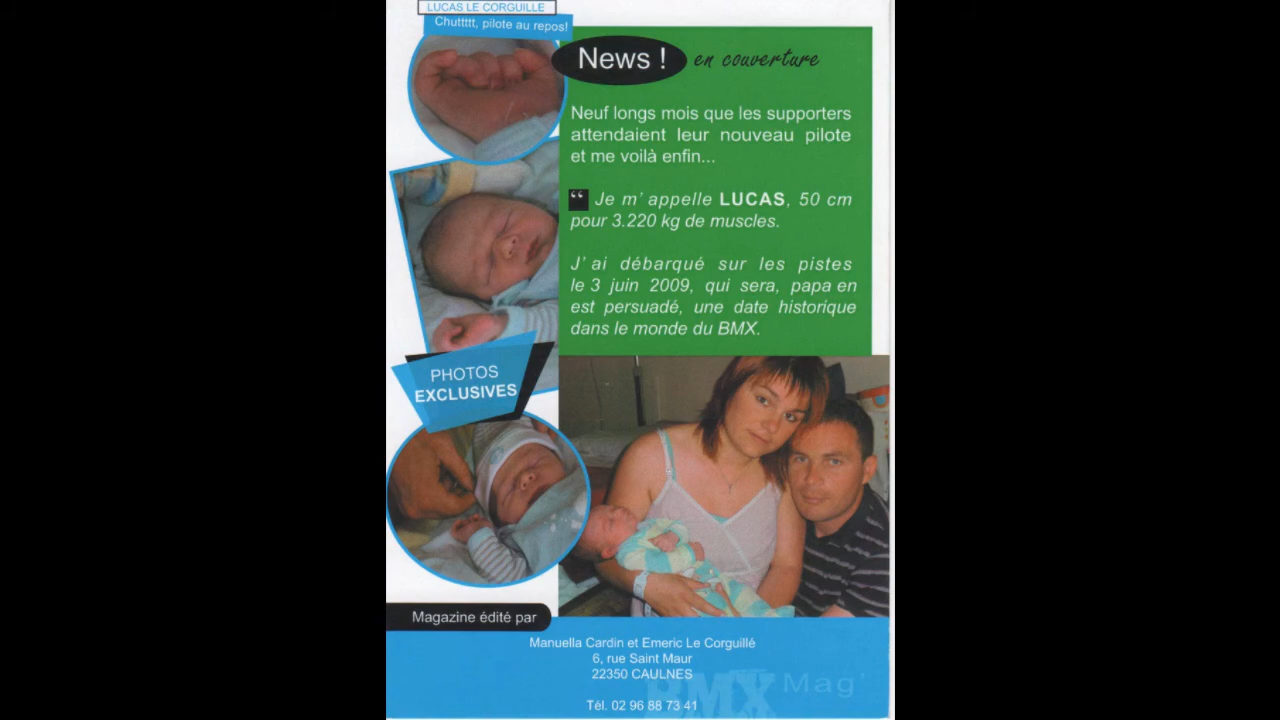 LUCAS LE CORGUILLE
Chuttttt, pilote au repos!
News !
en couverture
Neuf longs mois que les supporters
attendaient leur nouveau pilote
et me voilà enfin...
“ Je m’ appelle LUCAS, 50 cm
pour 3.220 kg de muscles.
J’ ai débarqué sur les pistes
le 3 juin 2009, qui sera, papa en
est persuadé, une date historique
dans le monde du BMX.
PHOTOS
EXCLUSIVES
Magazine édité par
Manuella Cardin et Emeric Le Corguillé
6, rue Saint Maur
22350 CAULNES
BMX Mag'
Tél. 02 96 88 73 41